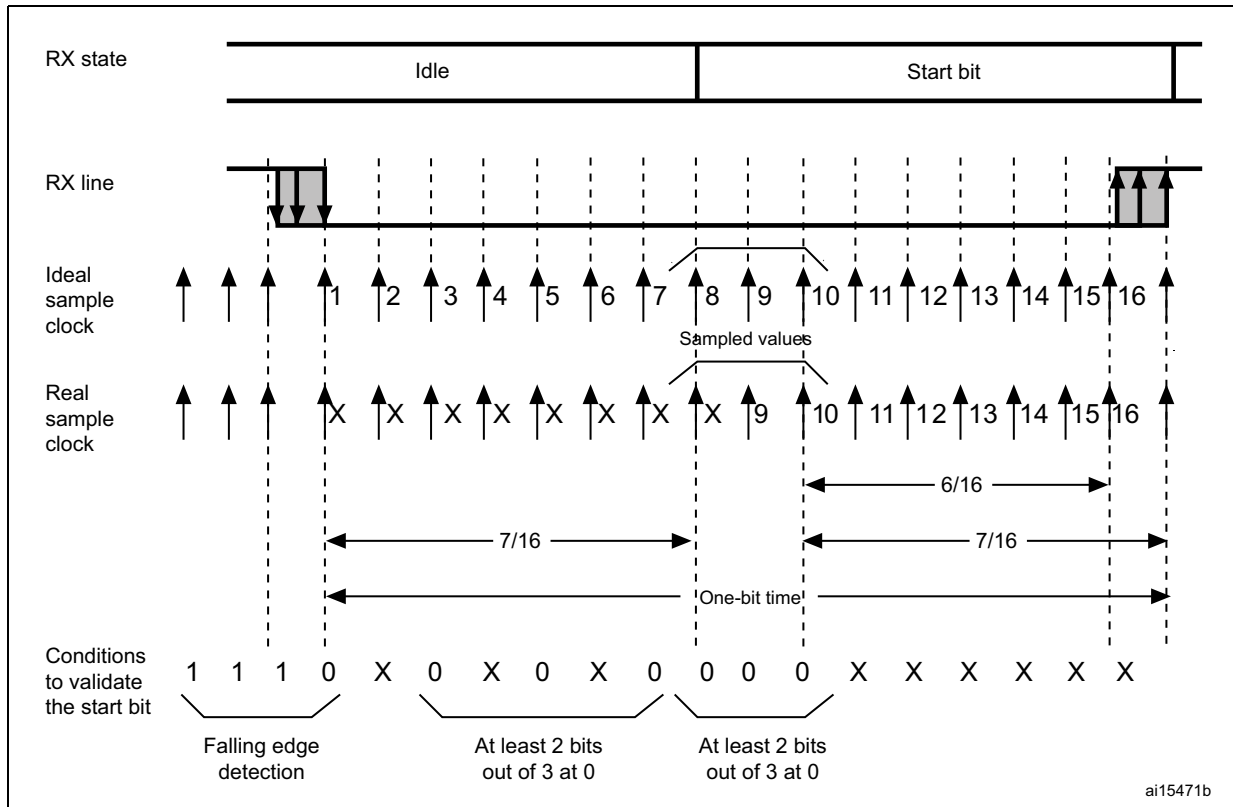 RX state
Idle
Start bit
RX line
Ideal
sample
clock
1 2 3 4 5 6 7 8 9 10 11 12 13 14 15 16
Sampled values
Real
sample
clock
X X X X X X X X 9 10 11 12 13 14 15 16
6/16
7/16
7/16
One-bit time
Conditions
to validate
the start bit
1 1 1 0 X 0 X 0 X 0 0 0 0 X X X X X X
Falling edge
detection
At least 2 bits
out of 3 at 0
At least 2 bits
out of 3 at 0
ai15471b